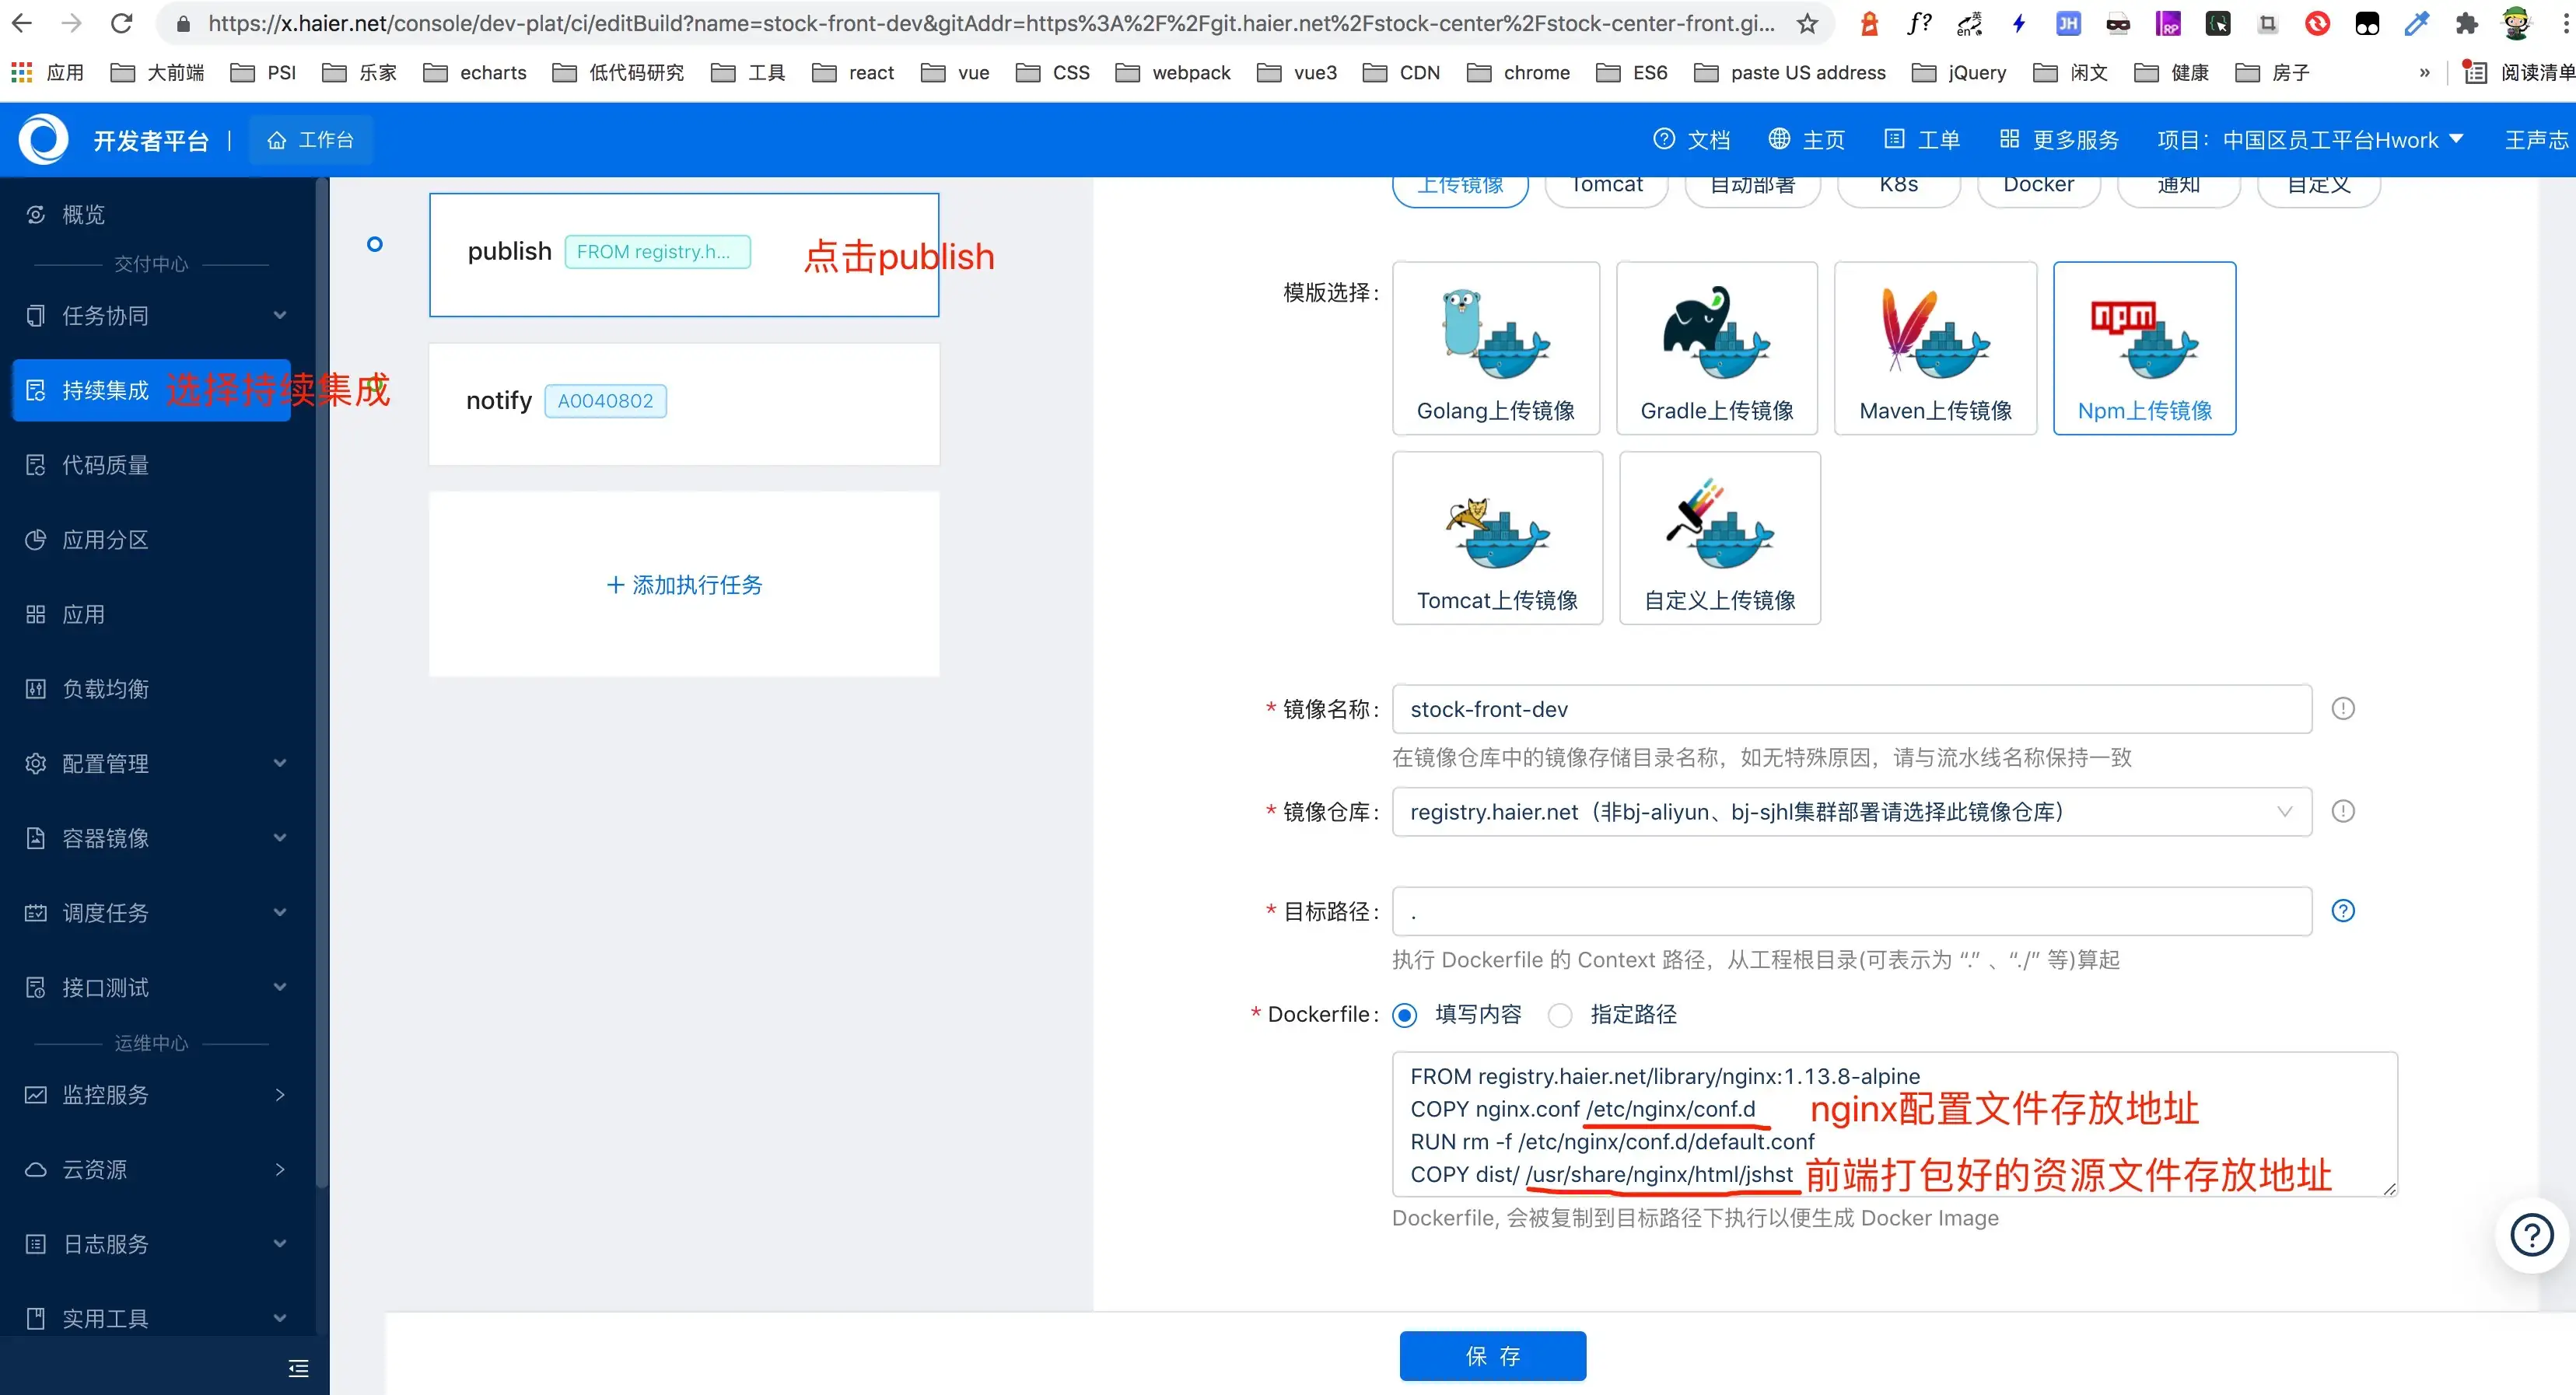 https://x.haier.net/console/dev-plat/ci/editBuild?name=stock-front-dev&gitAddr=https%3A%2F%2Fgit.haier.net%2Fstock-center%2Fstock-center-front.gi...
应用 大前端 PSI 乐家 echarts 低代码研究 工具 react vue CSS webpack vue3 CDN chrome ES6 paste US address jQuery 闲文 健康 房子 » 阅读清单
开发者平台 | 工作台 文档 主页 工单 更多服务 项目：中国区员工平台Hwork 王声志
概览
交付中心
任务协同
持续集成
选择持续集成
代码质量
应用分区
应用
负载均衡
配置管理
容器镜像
调度任务
接口测试
运维中心
监控服务
云资源
日志服务
实用工具
publish FROM registry.h...
点击publish
notify A0040802
+ 添加执行任务
上传镜像 Tomcat 自动部署 K8s Docker 通知 自定义
模版选择：
Golang上传镜像 Gradle上传镜像 Maven上传镜像 npm Npm上传镜像
Tomcat上传镜像 自定义上传镜像
* 镜像名称： stock-front-dev
在镜像仓库中的镜像存储目录名称，如无特殊原因，请与流水线名称保持一致
* 镜像仓库： registry.haier.net（非bj-aliyun、bj-sjhl集群部署请选择此镜像仓库）
* 目标路径： .
执行 Dockerfile 的 Context 路径，从工程根目录(可表示为 “.” 、“./” 等)算起
* Dockerfile： 填写内容 指定路径
FROM registry.haier.net/library/nginx:1.13.8-alpine
COPY nginx.conf /etc/nginx/conf.d
nginx配置文件存放地址
RUN rm -f /etc/nginx/conf.d/default.conf
COPY dist/ /usr/share/nginx/html/jshst
前端打包好的资源文件存放地址
Dockerfile, 会被复制到目标路径下执行以便生成 Docker Image
保 存